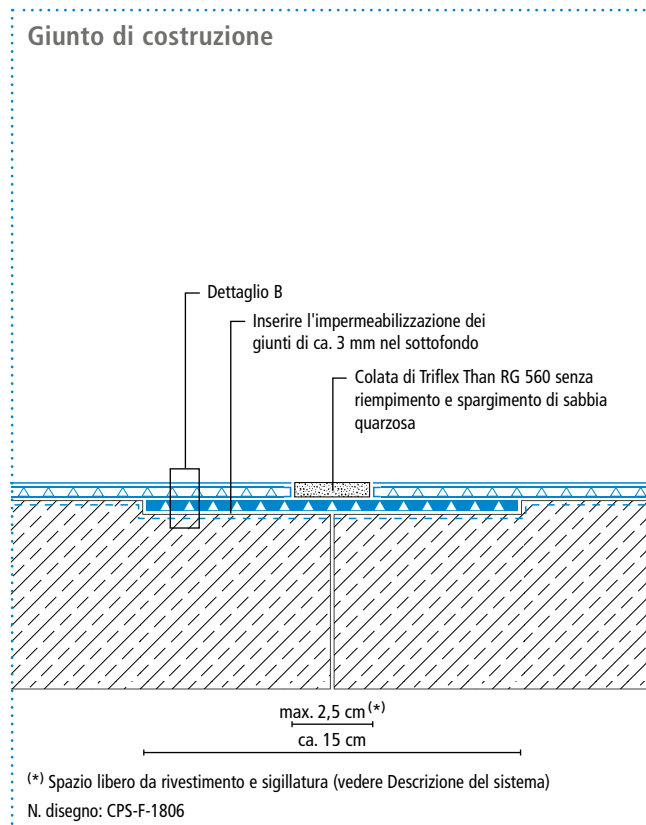 Giunto di costruzione
Dettaglio B
Inserire l'impermeabilizzazione dei
giunti di ca. 3 mm nel sottofondo
Colata di Triflex Than RG 560 senza
riempimento e spargimento di sabbia
quarzosa
max. 2,5 cm (*)
ca. 15 cm
(*) Spazio libero da rivestimento e sigillatura (vedere Descrizione del sistema)
N. disegno: CPS-F-1806